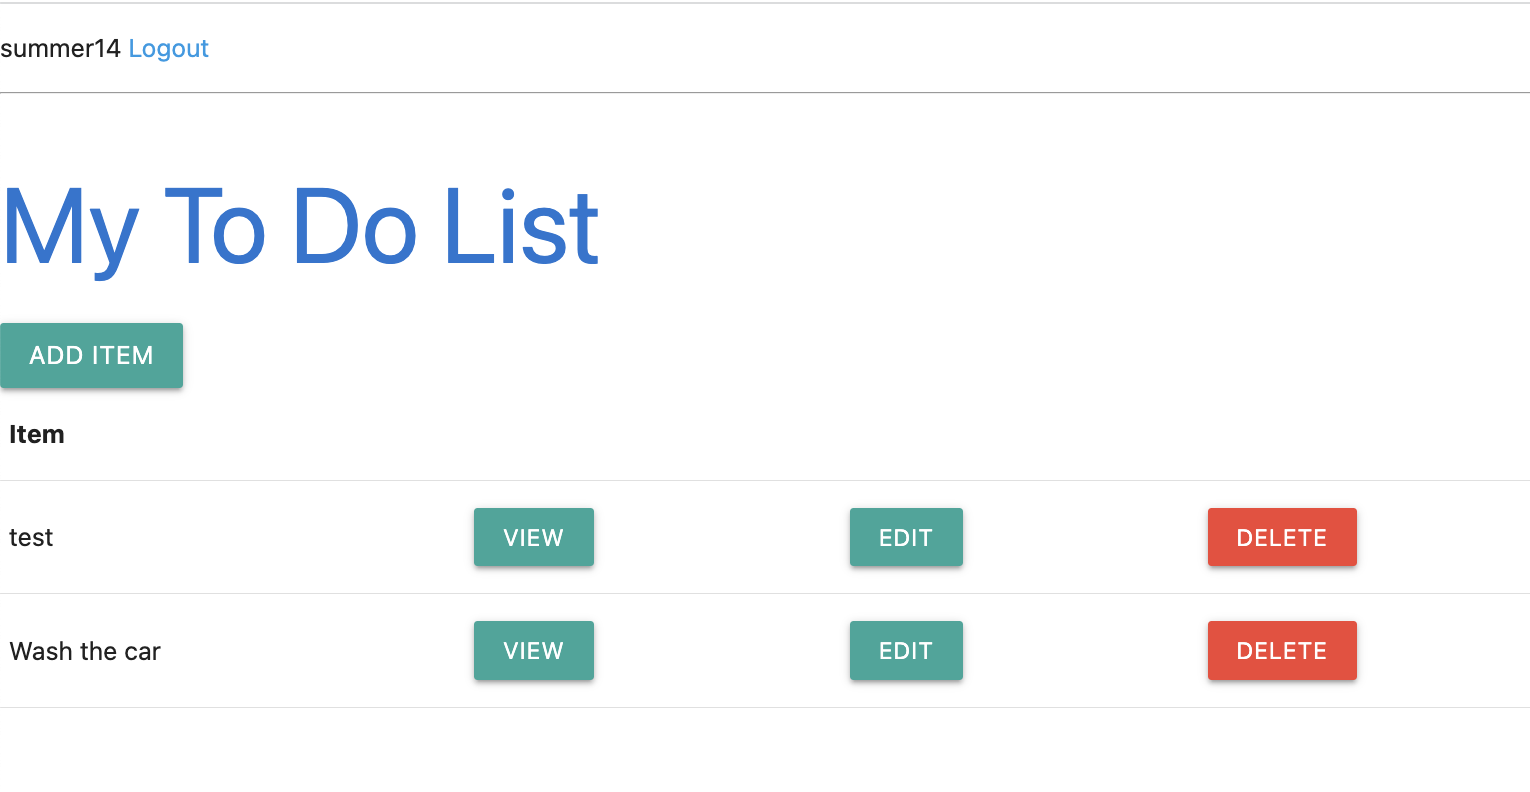 summer14 Logout
My To Do List
ADD ITEM
Item
test VIEW EDIT DELETE
Wash the car VIEW EDIT DELETE